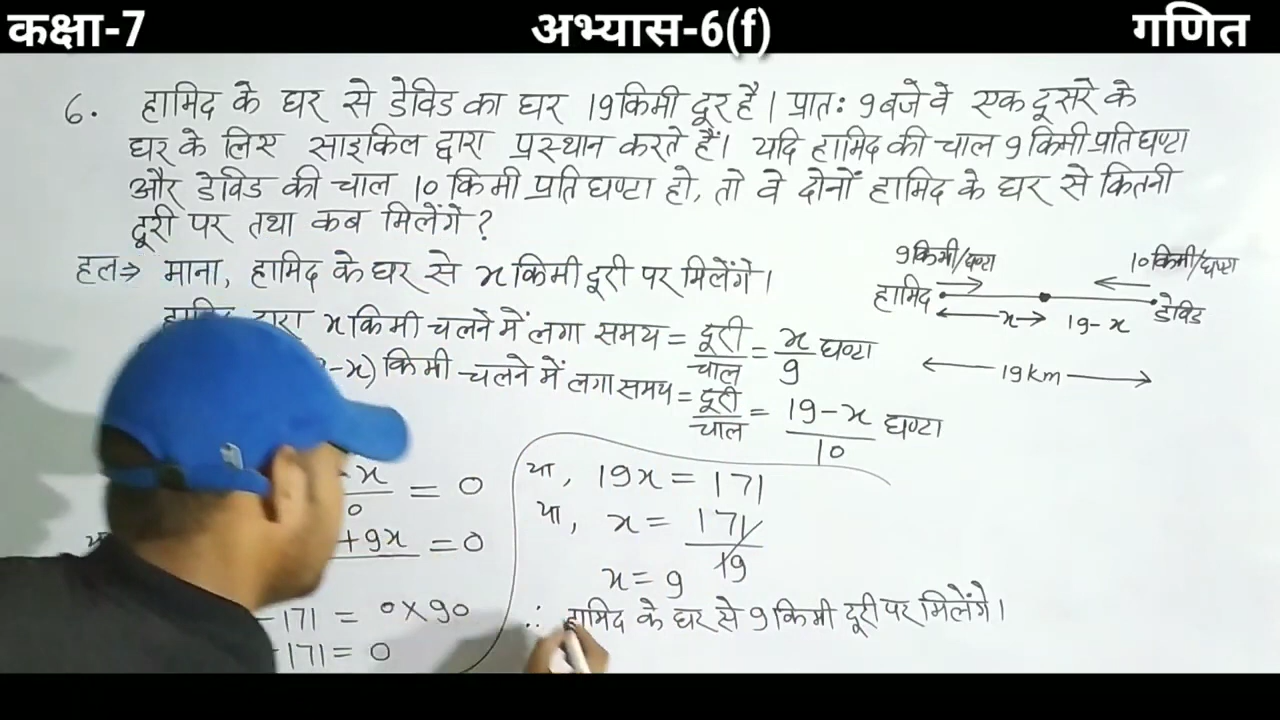 कक्षा-7
अभ्यास-6(f)
गणित
6. हामिद के घर से डेविड का घर 19 किमी दूर है। प्रातः 9 बजे वे एक दूसरे के
घर के लिए साइकिल द्वारा प्रस्थान करते हैं। यदि हामिद की चाल 9 किमी प्रति घण्टा
और डेविड की चाल 10 किमी प्रति घण्टा हो, तो वे दोनों हामिद के घर से कितनी
दूरी पर तथा कब मिलेंगे?
हल⇒ माना, हामिद के घर से x किमी दूरी पर मिलेंगे।
9 किमी/घण्टा
10 किमी/घण्टा
हामिद
डेविड
x
19-x
19 km
द्वारा x किमी चलने में लगा समय = दूरी/चाल = x/9 घण्टा
-x) किमी चलने में लगा समय = दूरी/चाल = 19-x/10 घण्टा
-x/0 = 0
+9x = 0
-171 = 0×90
-171 = 0
या, 19x = 171
या, x = 171/19
x = 9
∴ हामिद के घर से 9 किमी दूरी पर मिलेंगे।